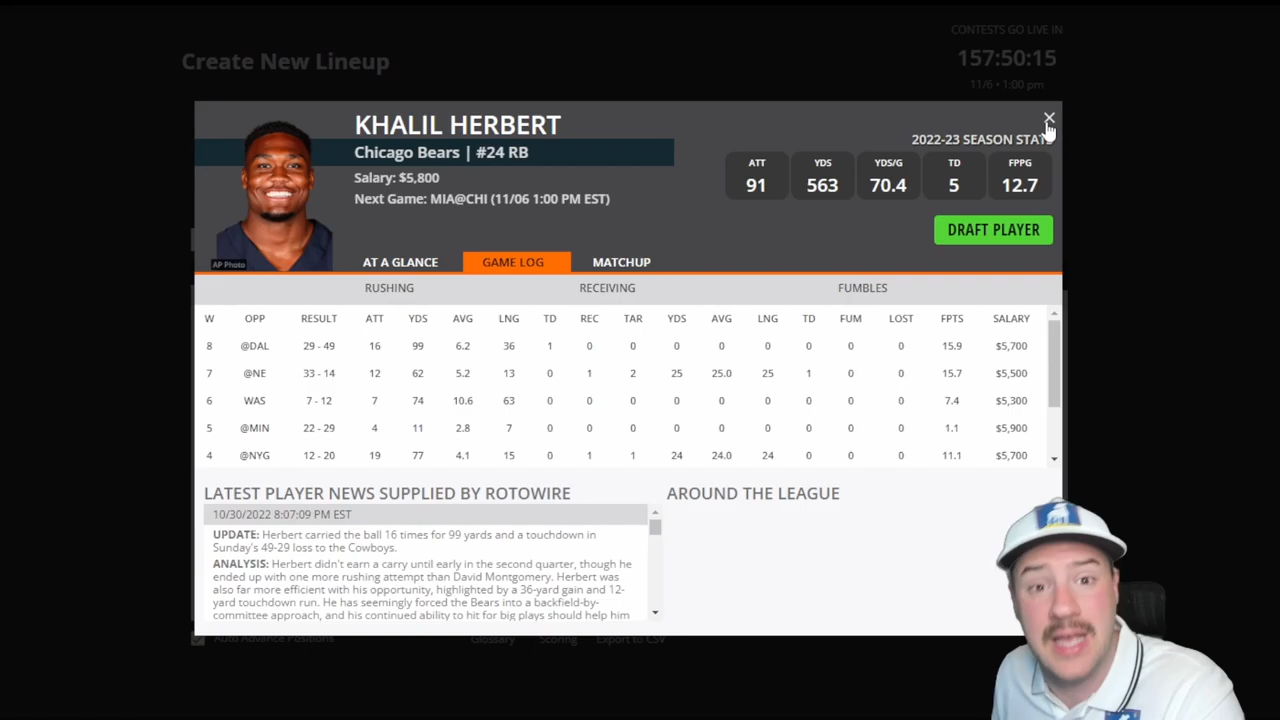 CONTESTS GO LIVE IN
Create New Lineup
157:50:15
11/6 • 1:00 pm
KHALIL HERBERT
Chicago Bears | #24 RB
Salary: $5,800
Next Game: MIA@CHI (11/06 1:00 PM EST)
2022-23 SEASON STATS
ATT YDS YDS/G TD FPPG
91 563 70.4 5 12.7
DRAFT PLAYER
AP Photo
AT A GLANCE GAME LOG MATCHUP
RUSHING RECEIVING FUMBLES
W OPP RESULT ATT YDS AVG LNG TD REC TAR YDS AVG LNG TD FUM LOST FPTS SALARY
8 @DAL 29 - 49 16 99 6.2 36 1 0 0 0 0 0 0 0 0 15.9 $5,700
7 @NE 33 - 14 12 62 5.2 13 0 1 2 25 25.0 25 1 0 0 15.7 $5,500
6 WAS 7 - 12 7 74 10.6 63 0 0 0 0 0 0 0 0 0 7.4 $5,300
5 @MIN 22 - 29 4 11 2.8 7 0 0 0 0 0 0 0 0 0 1.1 $5,900
4 @NYG 12 - 20 19 77 4.1 15 0 1 1 24 24.0 24 0 0 0 11.1 $5,700
LATEST PLAYER NEWS SUPPLIED BY ROTOWIRE
AROUND THE LEAGUE
10/30/2022 8:07:09 PM EST
UPDATE: Herbert carried the ball 16 times for 99 yards and a touchdown in
Sunday's 49-29 loss to the Cowboys.
ANALYSIS: Herbert didn't earn a carry until early in the second quarter, though he
ended up with one more rushing attempt than David Montgomery. Herbert was
also far more efficient with his opportunity, highlighted by a 36-yard gain and 12-
yard touchdown run. He has seemingly forced the Bears into a backfield-by-
committee approach, and his continued ability to hit for big plays should help him
Auto Advance Positions Glossary Scoring Export to CSV